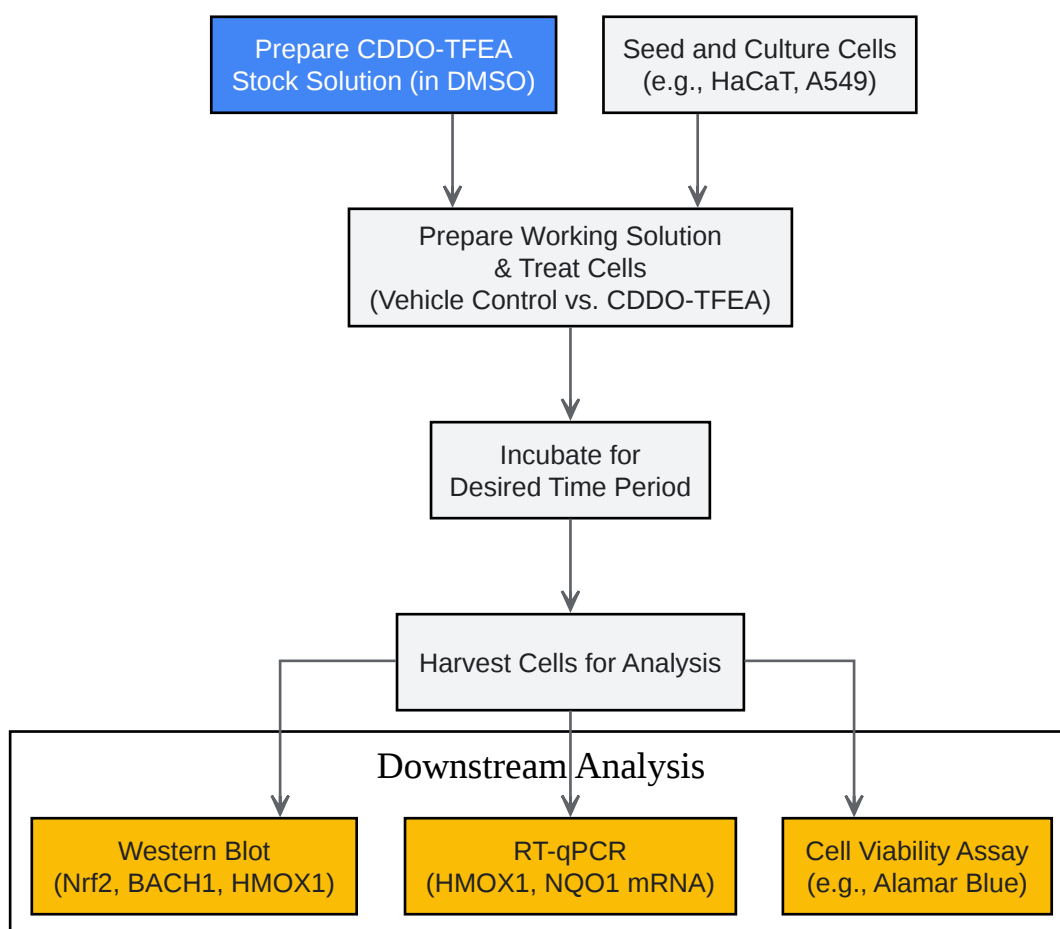 Prepare CDDO-TFEA
Stock Solution (in DMSO)
Seed and Culture Cells
(e.g., HaCaT, A549)
Prepare Working Solution
& Treat Cells
(Vehicle Control vs. CDDO-TFEA)
Incubate for
Desired Time Period
Harvest Cells for Analysis
Downstream Analysis
Western Blot
(Nrf2, BACH1, HMOX1)
RT-qPCR
(HMOX1, NQO1 mRNA)
Cell Viability Assay
(e.g., Alamar Blue)